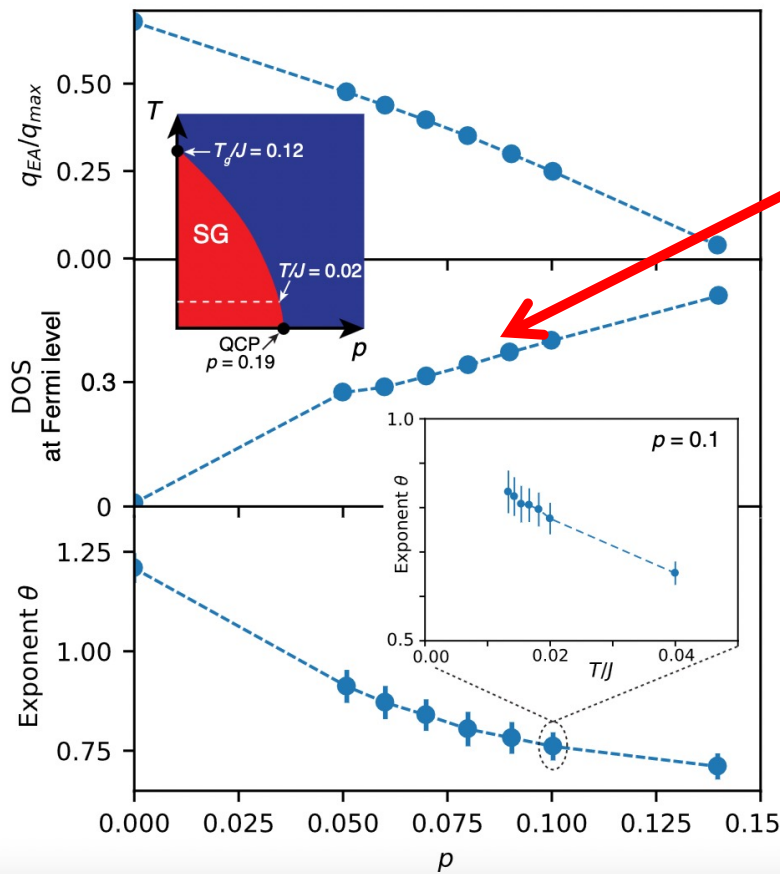 q_EA/q_max
0.50
0.25
0.00
T
T_g/J = 0.12
SG
T/J = 0.02
QCP
p = 0.19
p
DOS
at Fermi level
0.3
0
Exponent θ
1.25
1.00
0.75
1.0
p = 0.1
Exponent θ
0.5
0.00
0.02
0.04
T/J
0.000
0.025
0.050
0.075
0.100
0.125
0.15
p